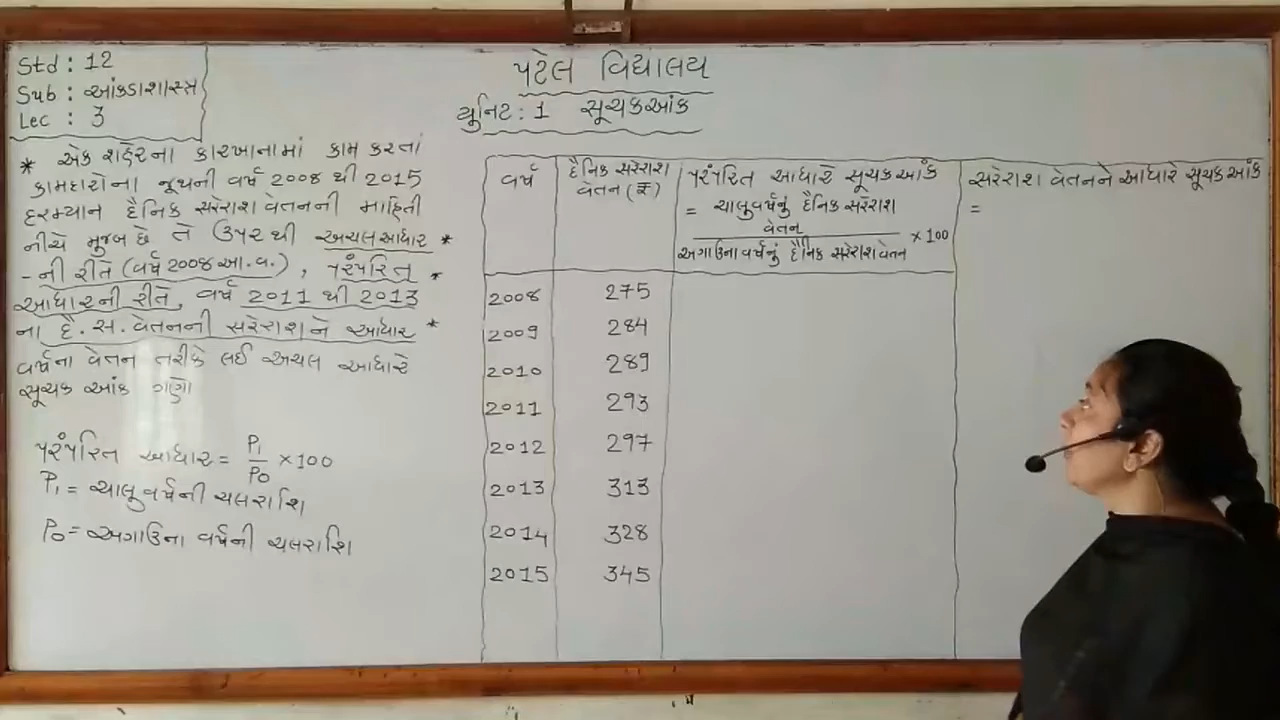 Std : 12
Sub : આંકડાશાસ્ત્ર
Lec : 3
પટેલ વિદ્યાલય
યુનિટ : 1 સૂચકઆંક
* એક શહેરના કારખાનામાં કામ કરતાં
કામદારોના જૂથની વર્ષ 2008 થી 2015
દરમ્યાન દૈનિક સરેરાશ વેતનની માહિતી
નીચે મુજબ છે તે ઉપરથી અચલ આધાર *
-ની રીતે (વર્ષ 2008 આ.વ.), પરંપરિત *
આધારની રીતે, વર્ષ 2011 થી 2013
ના દૈ. સ. વેતનની સરેરાશને આધાર *
વર્ષના વેતન તરીકે લઈ અચલ આધારે
સૂચક આંક ગણો
પરંપરિત આધાર = P₁/P₀ × 100
P₁ = ચાલુવર્ષની ચલરાશિ
P₀ = અગાઉના વર્ષની ચલરાશિ
વર્ષ
દૈનિક સરેરાશ
વેતન (₹)
પરંપરિત આધારે સૂચકઆંક
= ચાલુવર્ષનું દૈનિક સરેરાશ
વેતન
× 100
અગાઉના વર્ષનું દૈનિક સરેરાશ વેતન
સરેરાશ વેતનને આધારે સૂચકઆંક
=
2008 275
2009 284
2010 289
2011 293
2012 297
2013 313
2014 328
2015 345